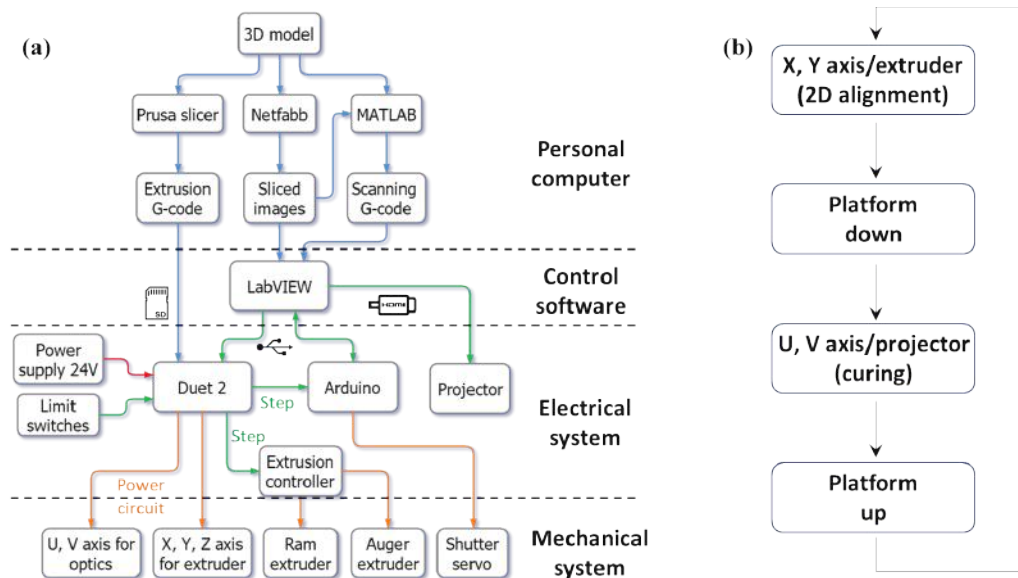 (a)
3D model
Prusa slicer
Netfabb
MATLAB
Personal
computer
Extrusion
G-code
Sliced
images
Scanning
G-code
LabVIEW
Control
software
SD
HDMI
Power
supply 24V
Limit
switches
Duet 2
Step
Arduino
Projector
Electrical
system
Step
Extrusion
controller
Power
circuit
U, V axis for
optics
X, Y, Z axis
for extruder
Ram
extruder
Auger
extruder
Shutter
servo
Mechanical
system
(b)
X, Y axis/extruder
(2D alignment)
Platform
down
U, V axis/projector
(curing)
Platform
up